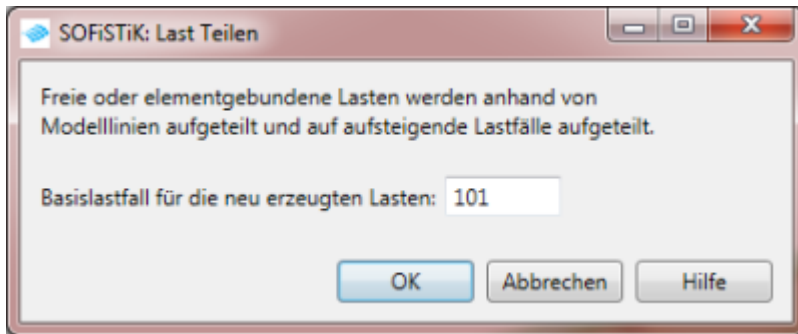 SOFiSTiK: Last Teilen
Freie oder elementgebundene Lasten werden anhand von
Modelllinien aufgeteilt und auf aufsteigende Lastfälle aufgeteilt.
Basislastfall für die neu erzeugten Lasten: 101
OK Abbrechen Hilfe